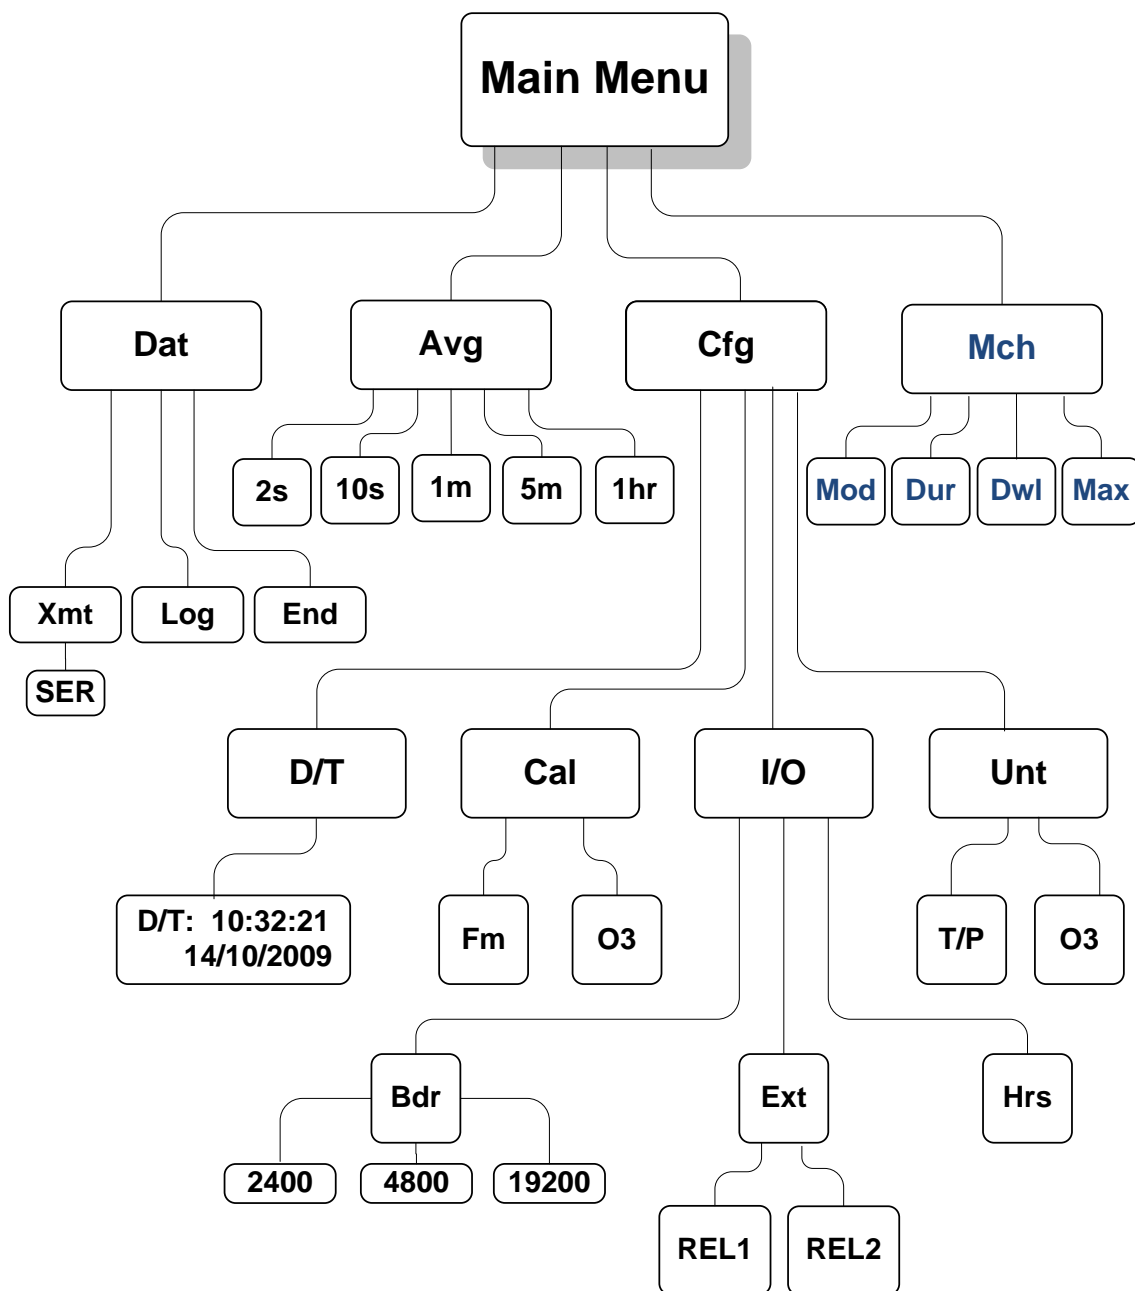 Main Menu
Dat
Avg
Cfg
Mch
2s
10s
1m
5m
1hr
Mod
Dur
Dwl
Max
Xmt
Log
End
SER
D/T
Cal
I/O
Unt
D/T: 10:32:21
14/10/2009
Fm
O3
T/P
O3
Bdr
Ext
Hrs
2400
4800
19200
REL1
REL2